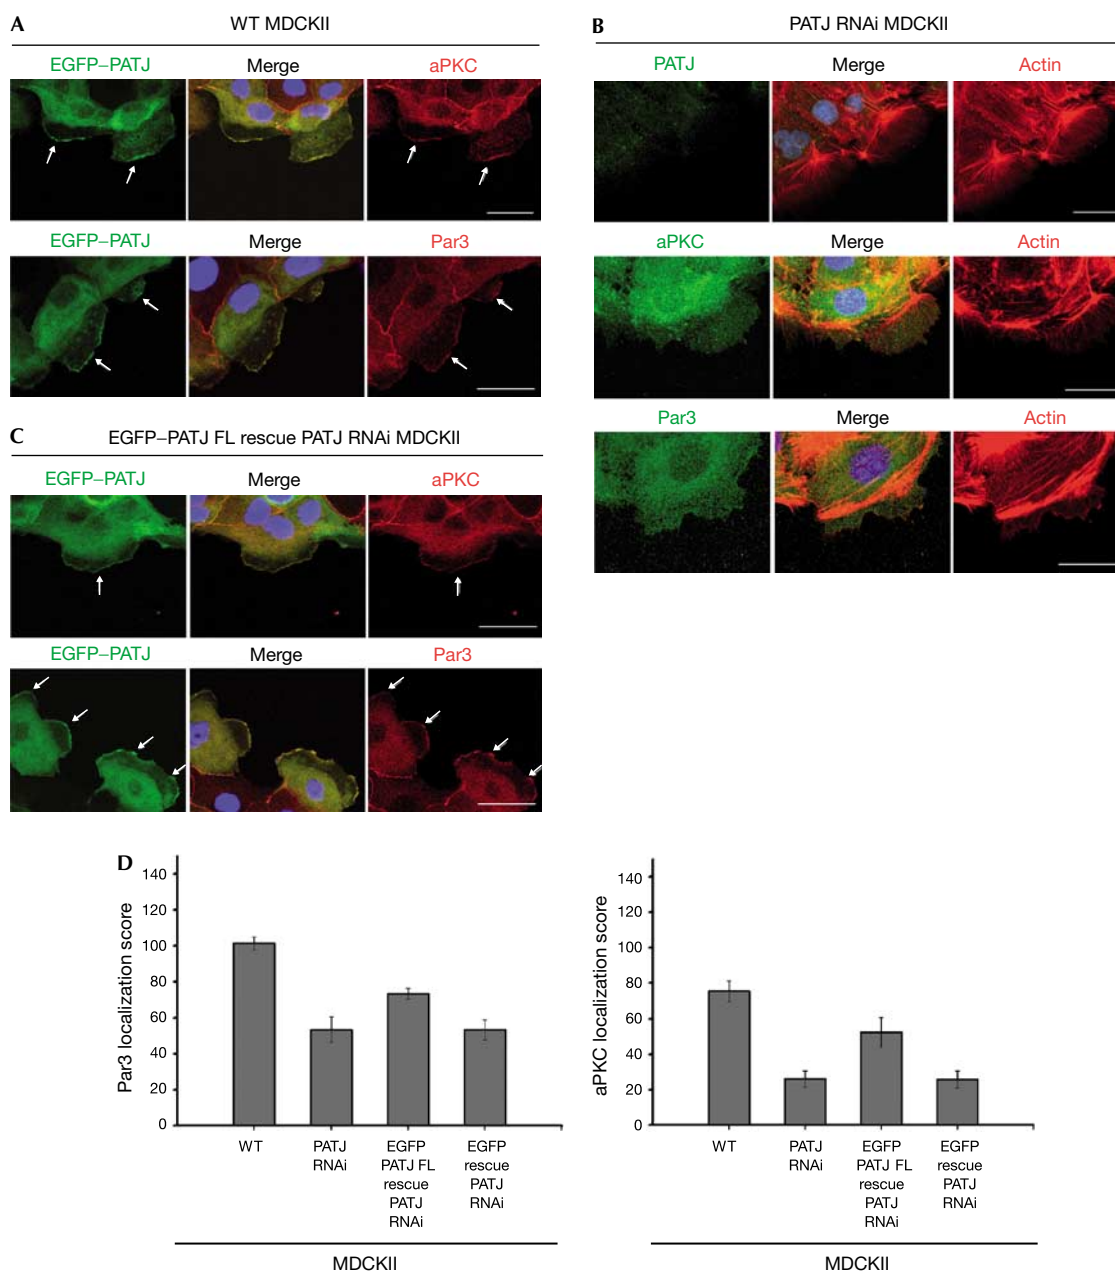 A
WT MDCKII
EGFP–PATJ Merge aPKC
EGFP–PATJ Merge Par3
B
PATJ RNAi MDCKII
PATJ Merge Actin
aPKC Merge Actin
Par3 Merge Actin
C
EGFP–PATJ FL rescue PATJ RNAi MDCKII
EGFP–PATJ Merge aPKC
EGFP–PATJ Merge Par3
D
Par3 localization score
140
120
100
80
60
40
20
0
WT
PATJ
RNAi
EGFP
PATJ FL
rescue
PATJ
RNAi
EGFP
rescue
PATJ
RNAi
MDCKII
aPKC localization score
140
120
100
80
60
40
20
0
WT
PATJ
RNAi
EGFP
PATJ FL
rescue
PATJ
RNAi
EGFP
rescue
PATJ
RNAi
MDCKII